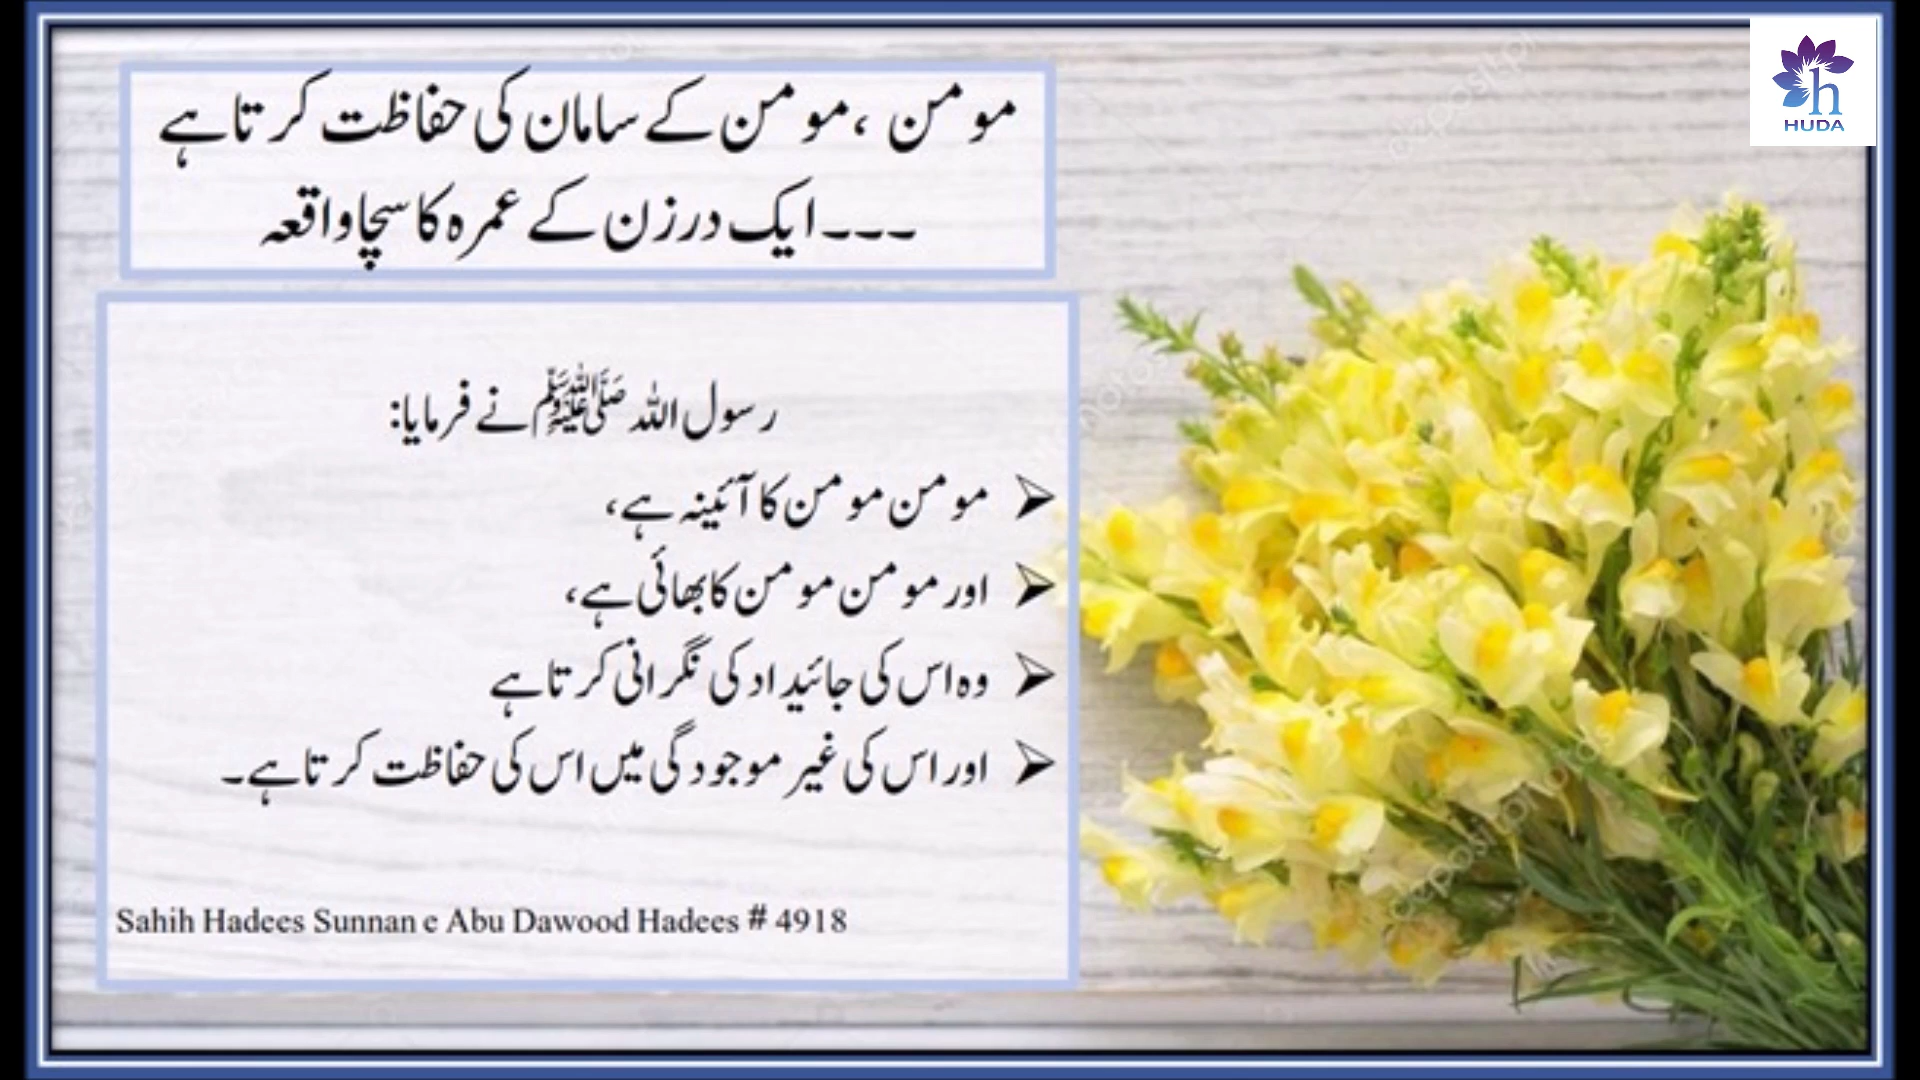 HUDA
مومن ،مومن کے سامان کی حفاظت کرتاہے
۔۔۔ایک درزن کے عمرہ کا سچا واقعہ
رسول اللہ ﷺ نے فرمایا:
مومن مومن کا آئینہ ہے،
اور مومن مومن کا بھائی ہے،
وہ اس کی جائیداد کی نگرانی کرتا ہے
اور اس کی غیر موجودگی میں اس کی حفاظت کرتا ہے۔
Sahih Hadees Sunnan e Abu Dawood Hadees # 4918